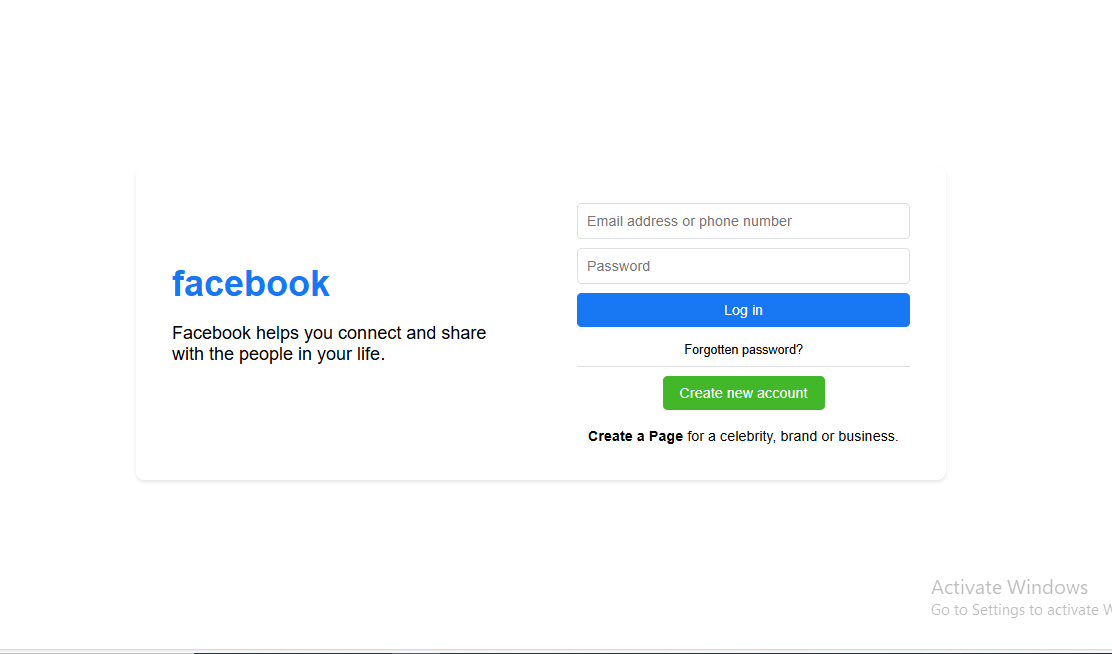 facebook
Facebook helps you connect and share
with the people in your life.
Email address or phone number
Password
Log in
Forgotten password?
Create new account
Create a Page for a celebrity, brand or business.
Activate Windows
Go to Settings to activate